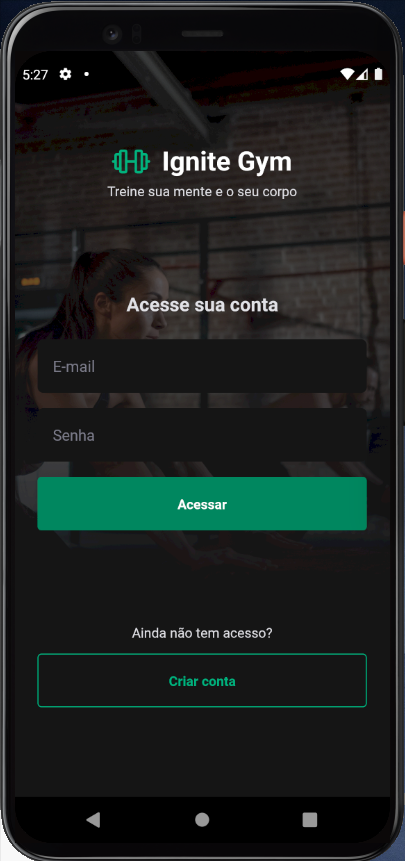 5:27
Ignite Gym
Treine sua mente e o seu corpo
Acesse sua conta
E-mail
Senha
Acessar
Ainda não tem acesso?
Criar conta